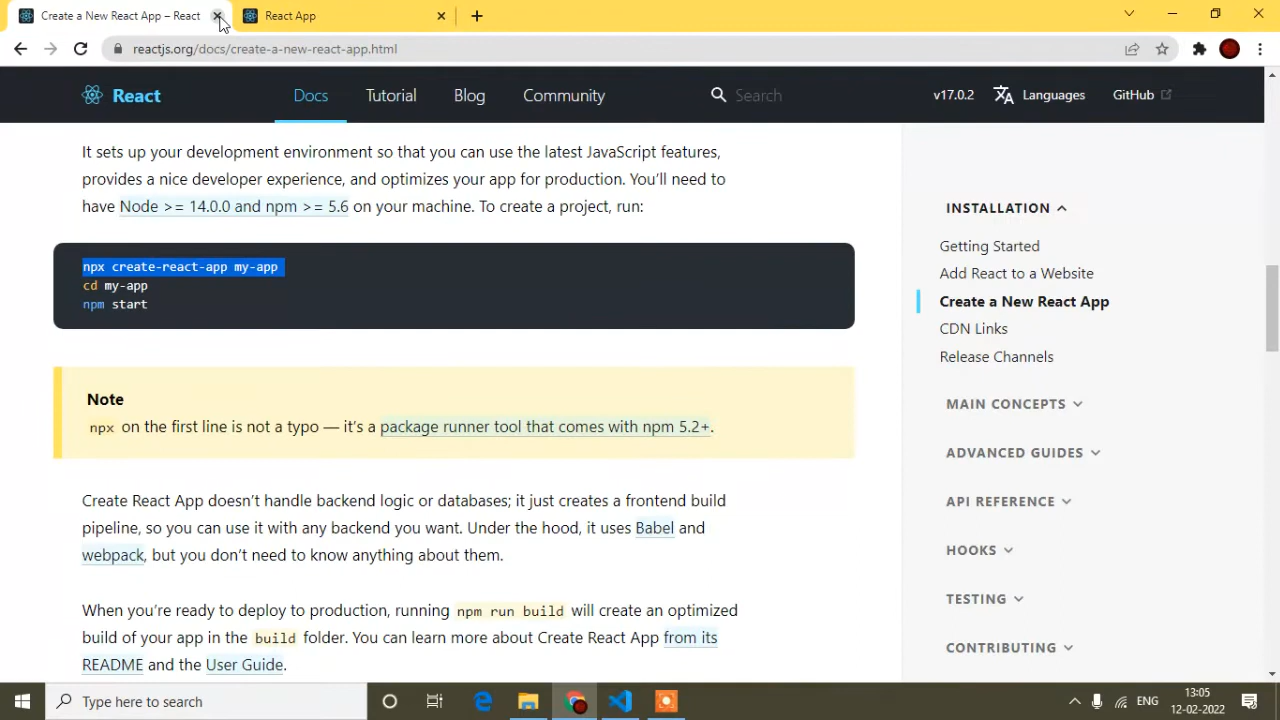 Create a New React App – React
React App
reactjs.org/docs/create-a-new-react-app.html
React
Docs
Tutorial
Blog
Community
Search
v17.0.2
Languages
GitHub
It sets up your development environment so that you can use the latest JavaScript features,
provides a nice developer experience, and optimizes your app for production. You’ll need to
have Node >= 14.0.0 and npm >= 5.6 on your machine. To create a project, run:
npx create-react-app my-app
cd my-app
npm start
Note
npx on the first line is not a typo — it’s a package runner tool that comes with npm 5.2+.
Create React App doesn’t handle backend logic or databases; it just creates a frontend build
pipeline, so you can use it with any backend you want. Under the hood, it uses Babel and
webpack, but you don’t need to know anything about them.
When you’re ready to deploy to production, running npm run build will create an optimized
build of your app in the build folder. You can learn more about Create React App from its
README and the User Guide.
INSTALLATION
Getting Started
Add React to a Website
Create a New React App
CDN Links
Release Channels
MAIN CONCEPTS
ADVANCED GUIDES
API REFERENCE
HOOKS
TESTING
CONTRIBUTING
Type here to search
ENG
13:05
12-02-2022